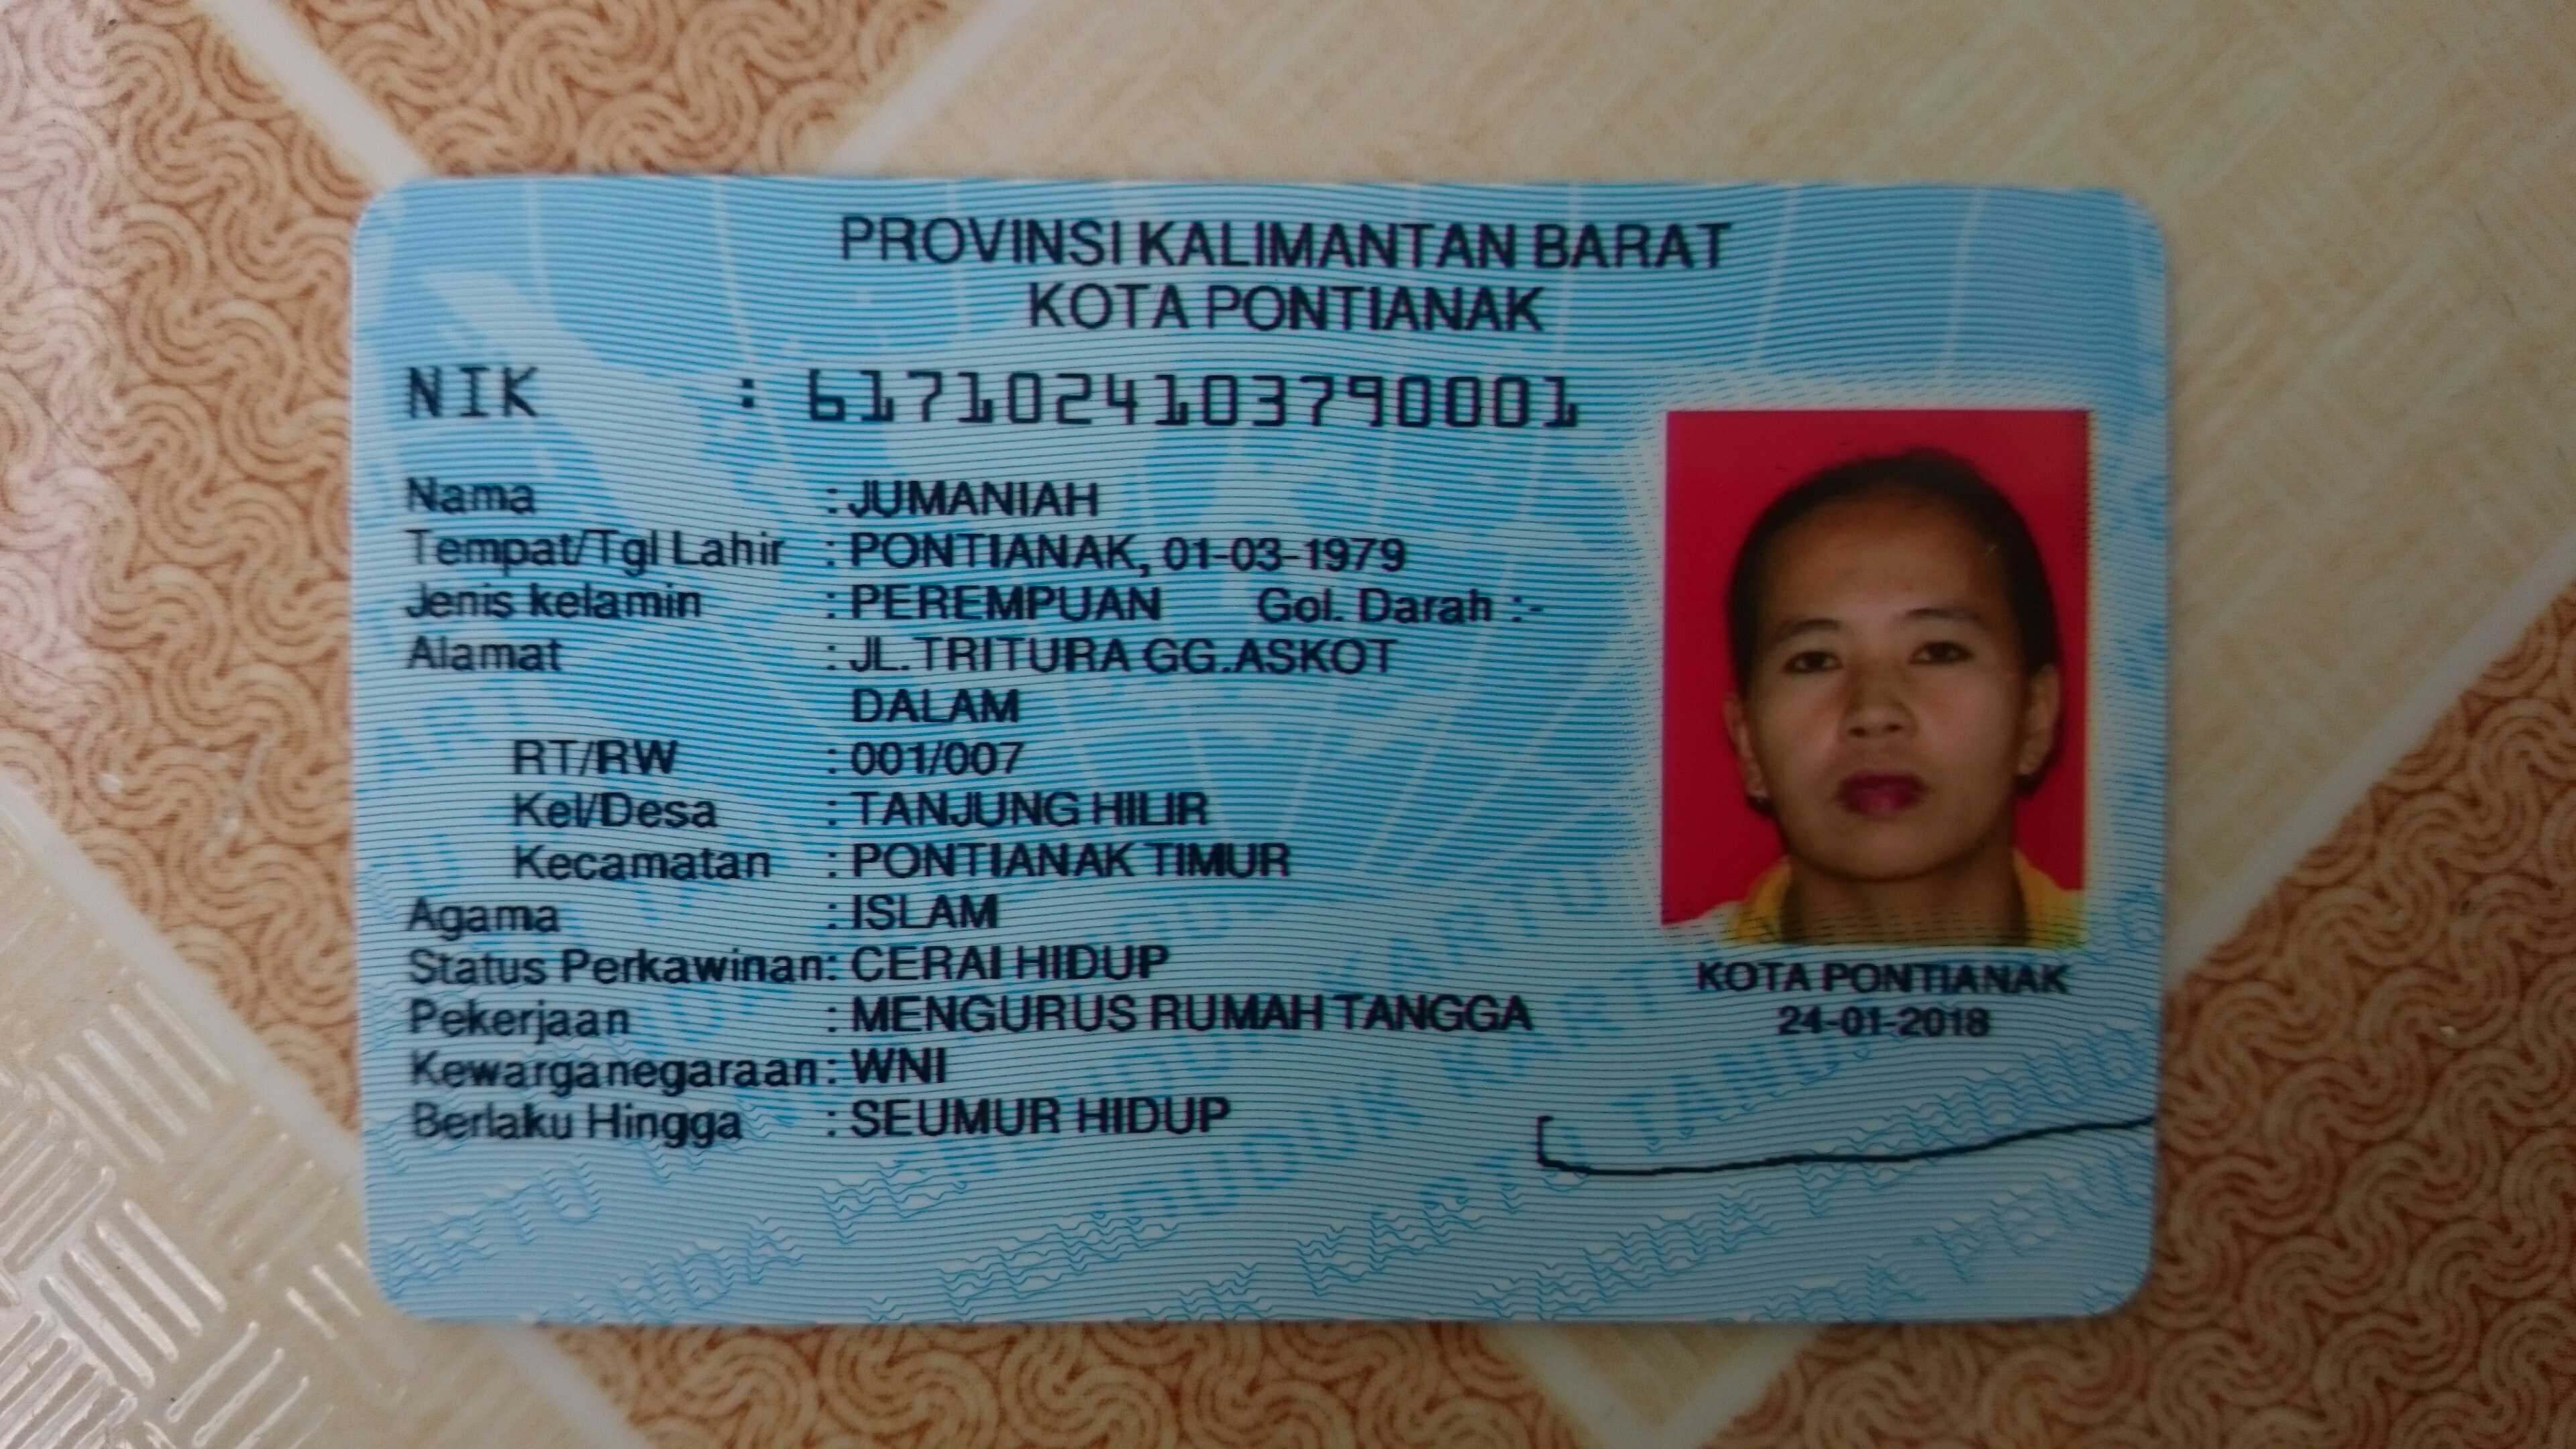 PROVINSI KALIMANTAN BARAT
KOTA PONTIANAK
NIK : 6171024103790001
Nama : JUMANIAH
Tempat/Tgl Lahir : PONTIANAK, 01-03-1979
Jenis kelamin : PEREMPUAN Gol. Darah :-
Alamat : JL.TRITURA GG.ASKOT
DALAM
RT/RW : 001/007
Kel/Desa : TANJUNG HILIR
Kecamatan : PONTIANAK TIMUR
Agama : ISLAM
Status Perkawinan: CERAI HIDUP
Pekerjaan : MENGURUS RUMAH TANGGA
Kewarganegaraan: WNI
Berlaku Hingga : SEUMUR HIDUP
KOTA PONTIANAK
24-01-2018